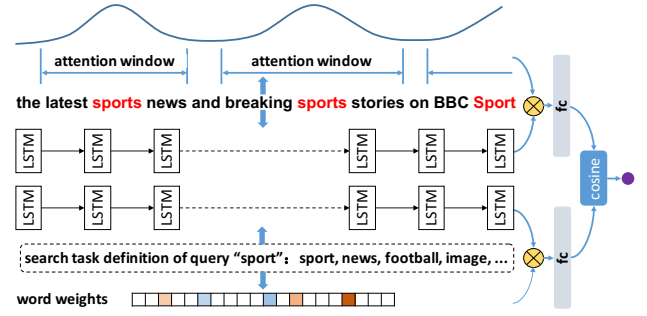 attention window
attention window
the latest sports news and breaking sports stories on BBC Sport
fc
LSTM
LSTM
LSTM
LSTM
LSTM
LSTM
cosine
LSTM
LSTM
LSTM
LSTM
LSTM
LSTM
search task definition of query “sport”： sport, news, football, image, ...
fc
word weights